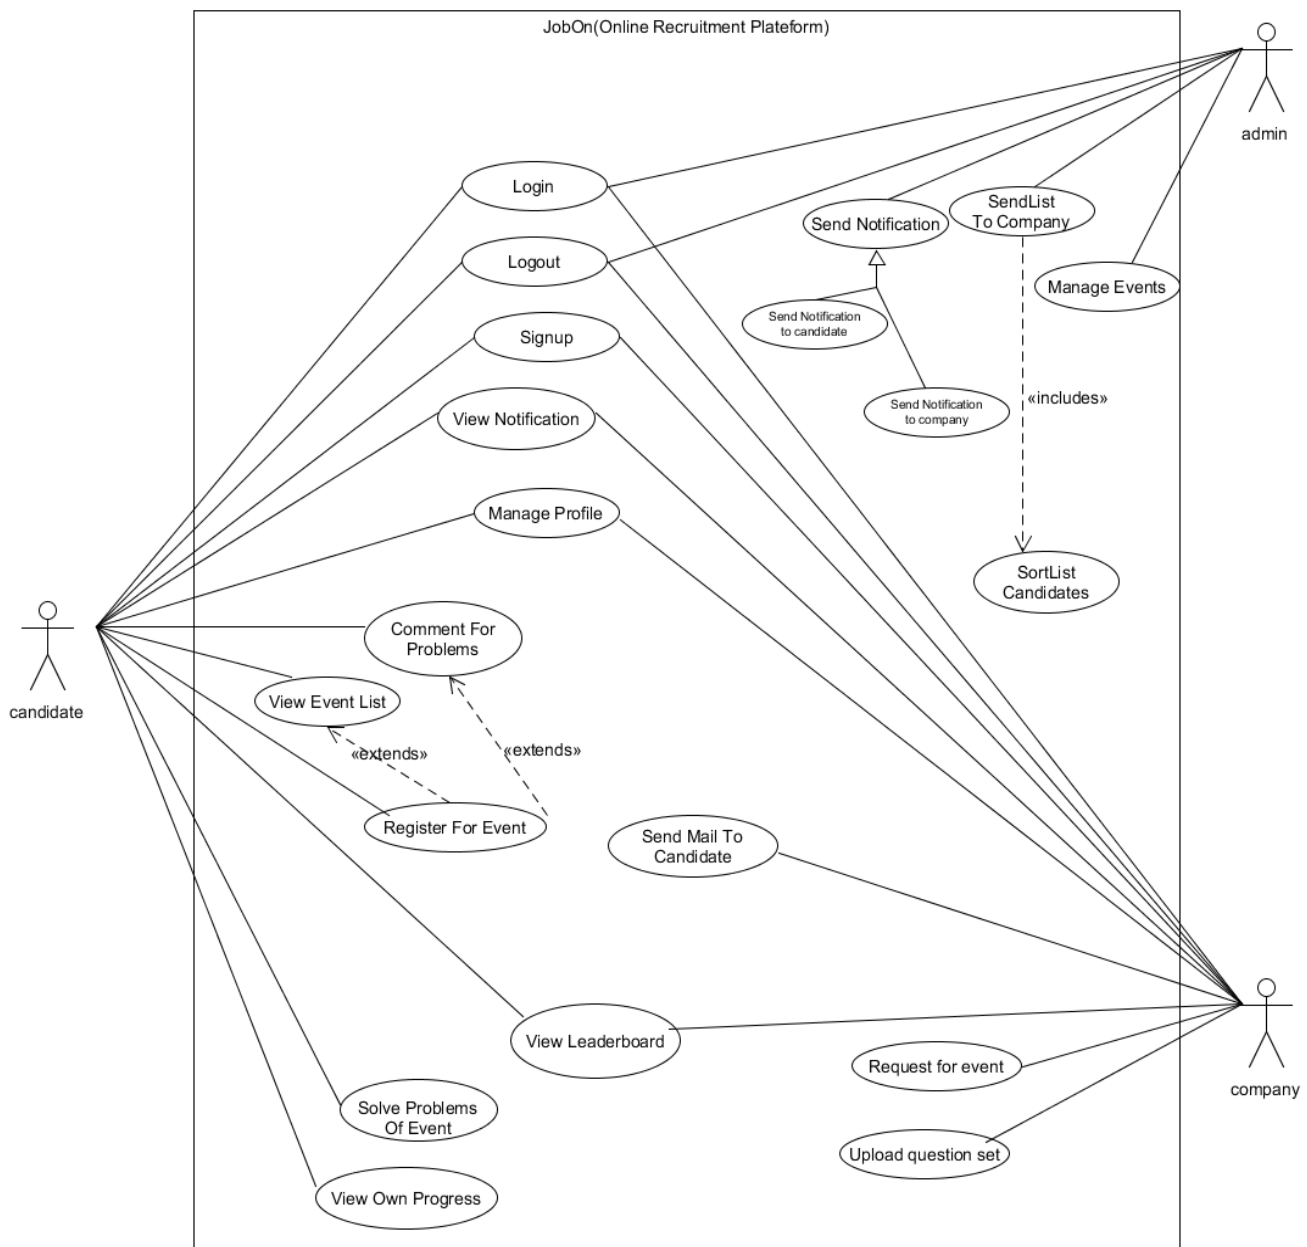 JobOn(Online Recruitment Plateform)
admin
Login
SendList
To Company
Send Notification
Logout
Manage Events
Send Notification
to candidate
Signup
«includes»
Send Notification
to company
View Notification
Manage Profile
SortList
Candidates
Comment For
Problems
candidate
View Event List
«extends»
«extends»
Register For Event
Send Mail To
Candidate
View Leaderboard
Request for event
company
Solve Problems
Of Event
Upload question set
View Own Progress